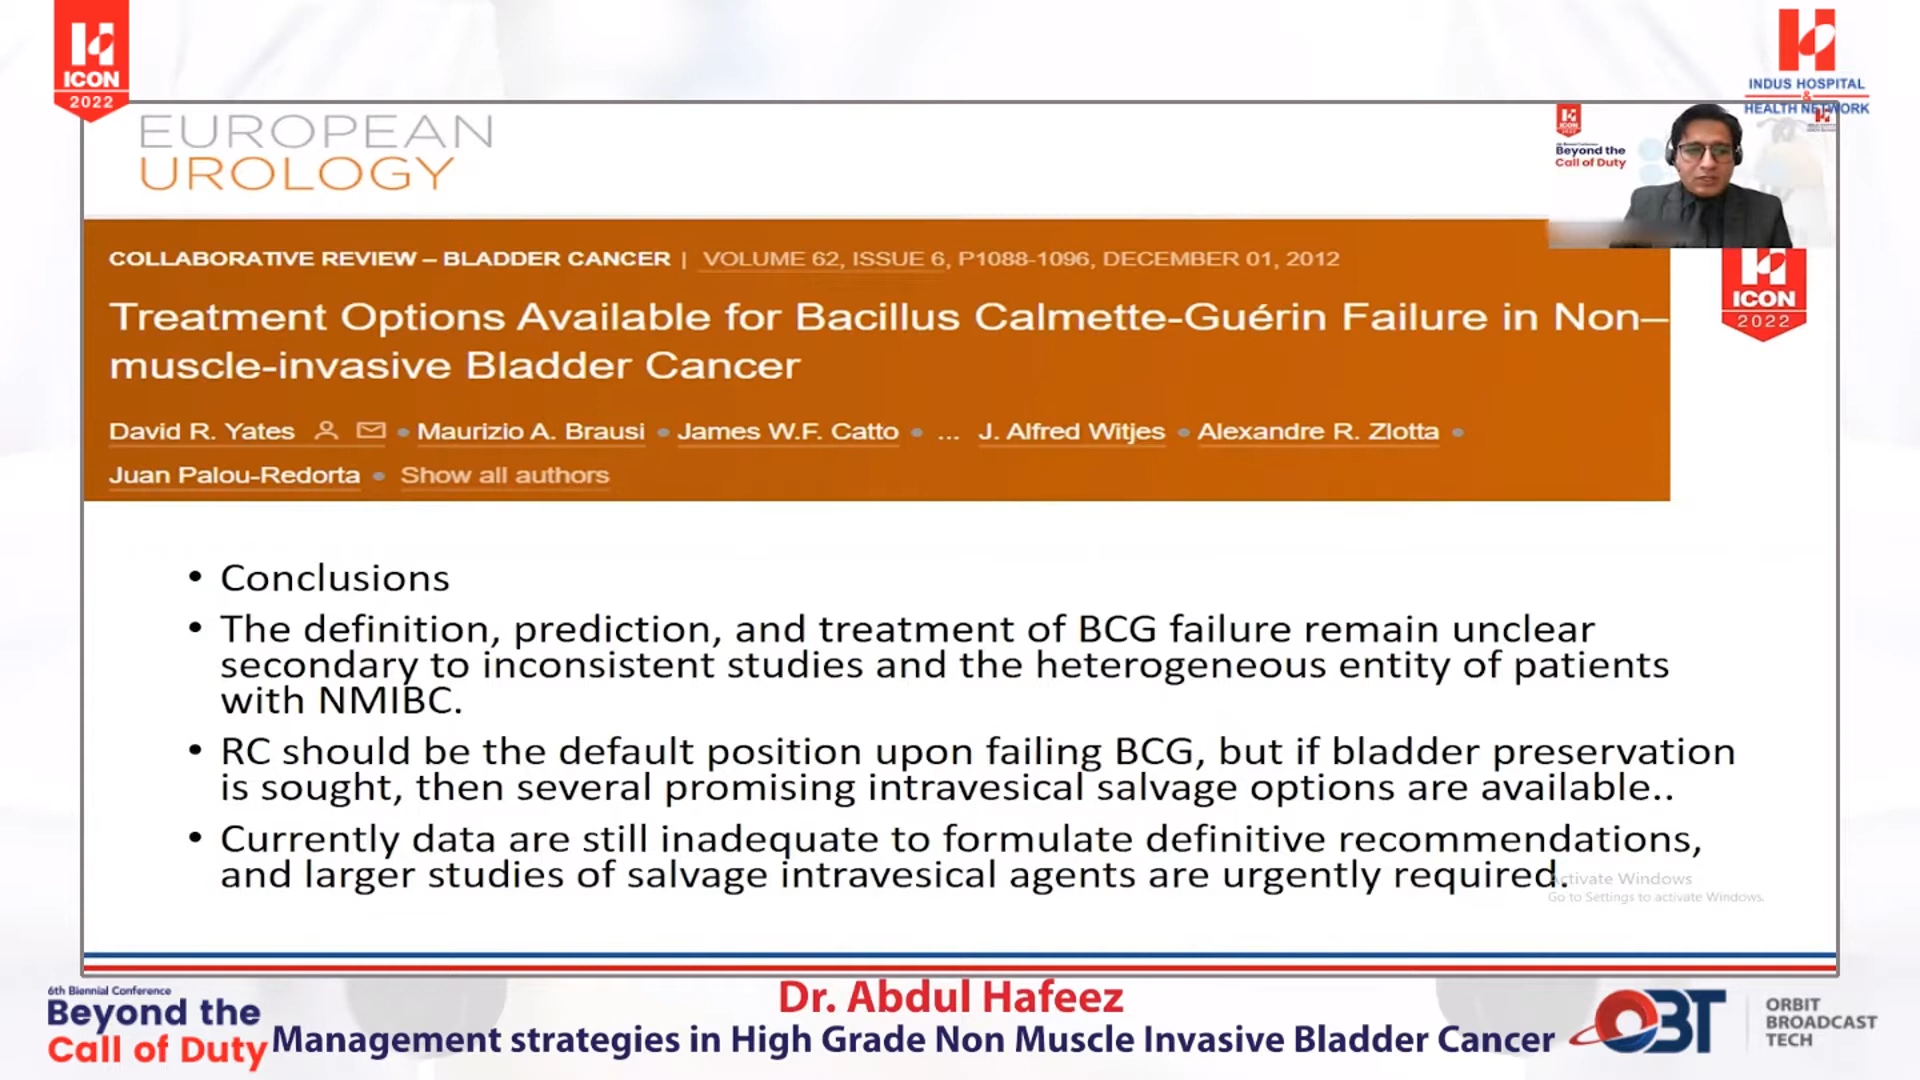 ICON
2022
INDUS HOSPITAL
&
HEALTH NETWORK
EUROPEAN
UROLOGY
ICON
Beyond the
Call of Duty
COLLABORATIVE REVIEW – BLADDER CANCER | VOLUME 62, ISSUE 6, P1088-1096, DECEMBER 01, 2012
Treatment Options Available for Bacillus Calmette-Guérin Failure in Non–
muscle-invasive Bladder Cancer
ICON
2022
David R. Yates • Maurizio A. Brausi • James W.F. Catto • ... J. Alfred Witjes • Alexandre R. Zlotta •
Juan Palou-Redorta • Show all authors
• Conclusions
• The definition, prediction, and treatment of BCG failure remain unclear
secondary to inconsistent studies and the heterogeneous entity of patients
with NMIBC.
• RC should be the default position upon failing BCG, but if bladder preservation
is sought, then several promising intravesical salvage options are available..
• Currently data are still inadequate to formulate definitive recommendations,
and larger studies of salvage intravesical agents are urgently required.
Activate Windows
Go to Settings to activate Windows.
6th Biennial Conference
Beyond the
Call of Duty
Dr. Abdul Hafeez
Management strategies in High Grade Non Muscle Invasive Bladder Cancer
OBT
ORBIT
BROADCAST
TECH